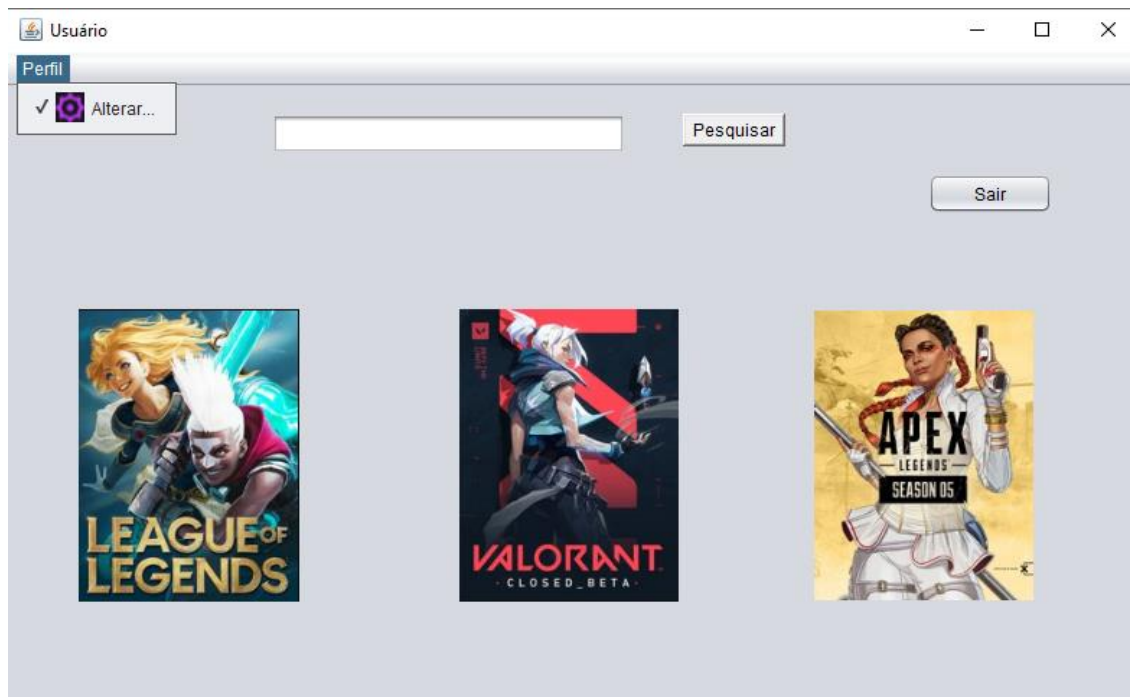 Usuário
Perfil
Alterar...
Pesquisar
Sair
LEAGUE OF
LEGENDS
VALORANT
CLOSED_BETA
APEX
LEGENDS
SEASON 05